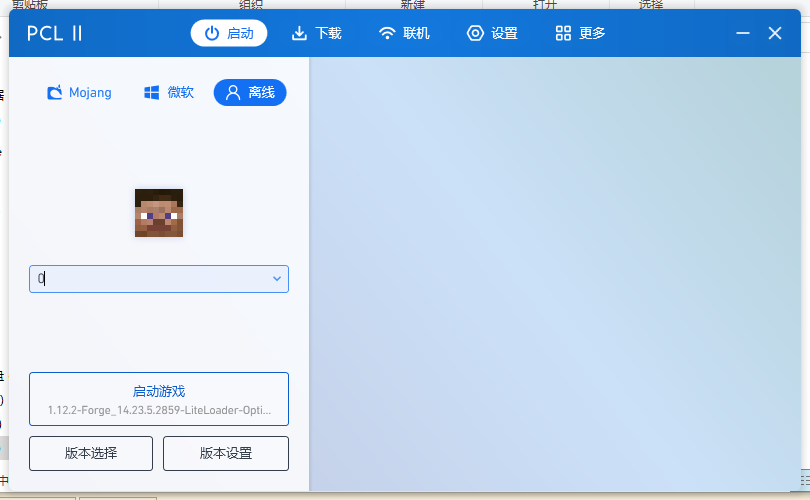 剪贴板 组织 新建 打开 选择
PCL II 启动 下载 联机 设置 更多
Mojang 微软 离线
0
启动游戏
1.12.2-Forge_14.23.5.2859-LiteLoader-Opti...
版本选择 版本设置
中